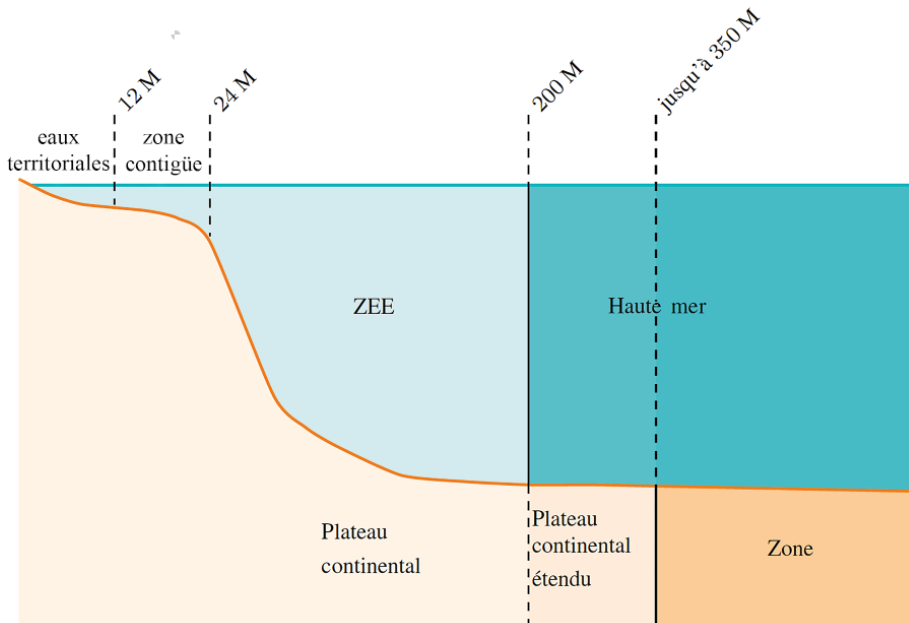 12 M
24 M
200 M
jusqu'à 350 M
eaux
territoriales
zone
contigüe
ZEE
Haute mer
Plateau
continental
Plateau
continental
étendu
Zone